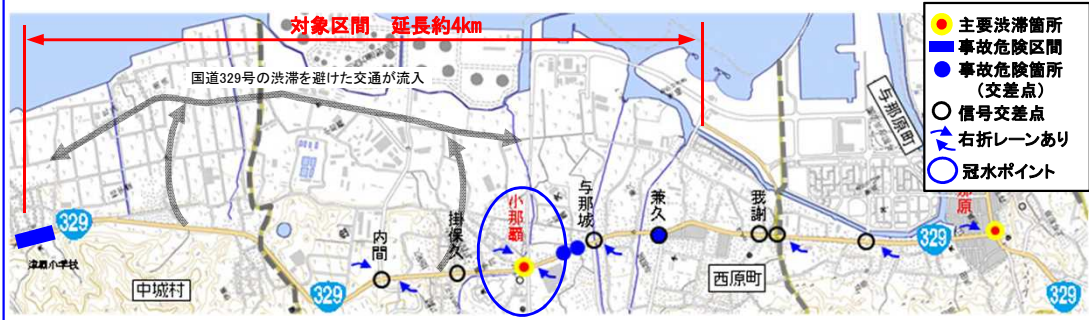 対象区間 延長約4km
国道329号の渋滞を避けた交通が流入
主要渋滞箇所
事故危険区間
事故危険箇所
(交差点)
信号交差点
右折レーンあり
冠水ポイント
与那原町
329
津覇小学校
中城村
329
内間
掛保久
小那覇
与那城
兼久
我謝
西原町
329
那原
329